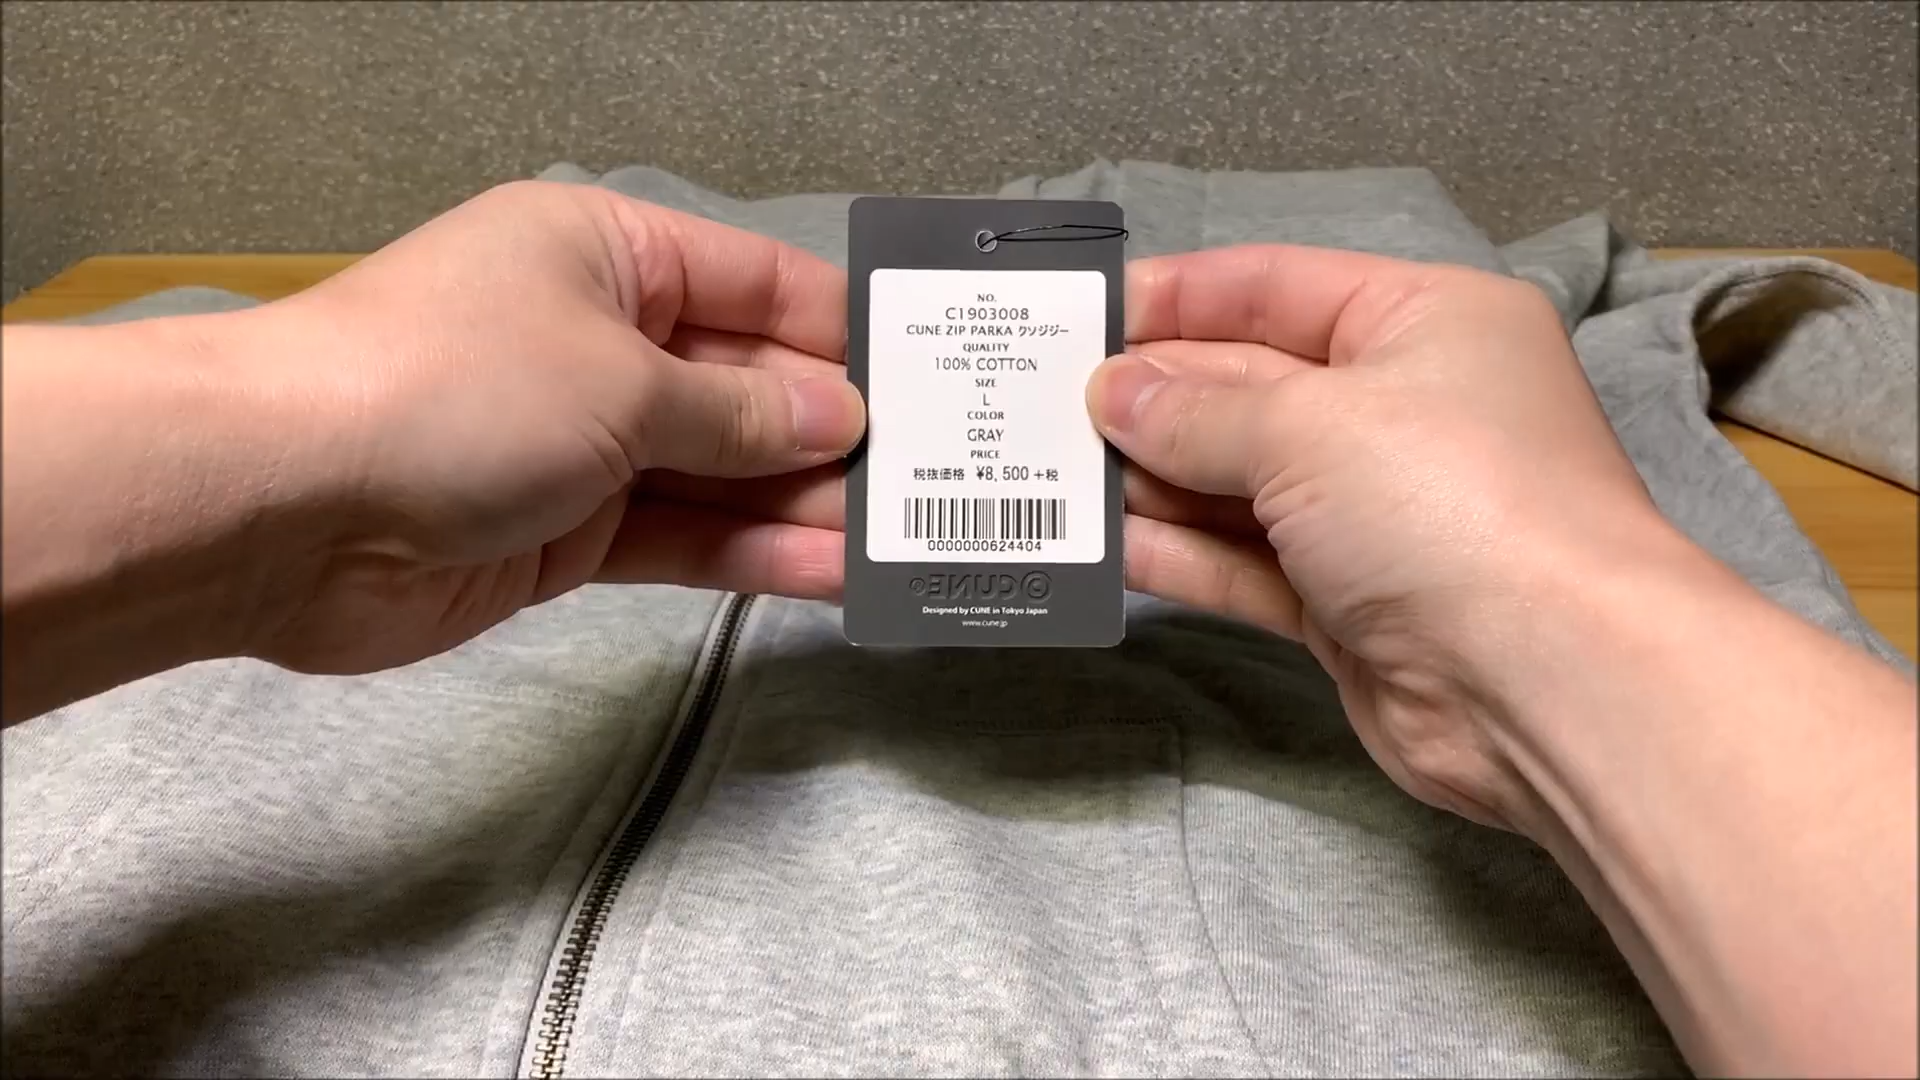 NO.
C1903008
CUNE ZIP PARKA クソジジー
QUALITY
100% COTTON
SIZE
L
COLOR
GRAY
PRICE
税抜価格 ¥8,500+税
0000000624404
CUNE®
Designed by CUNE in Tokyo Japan
www.cune.jp